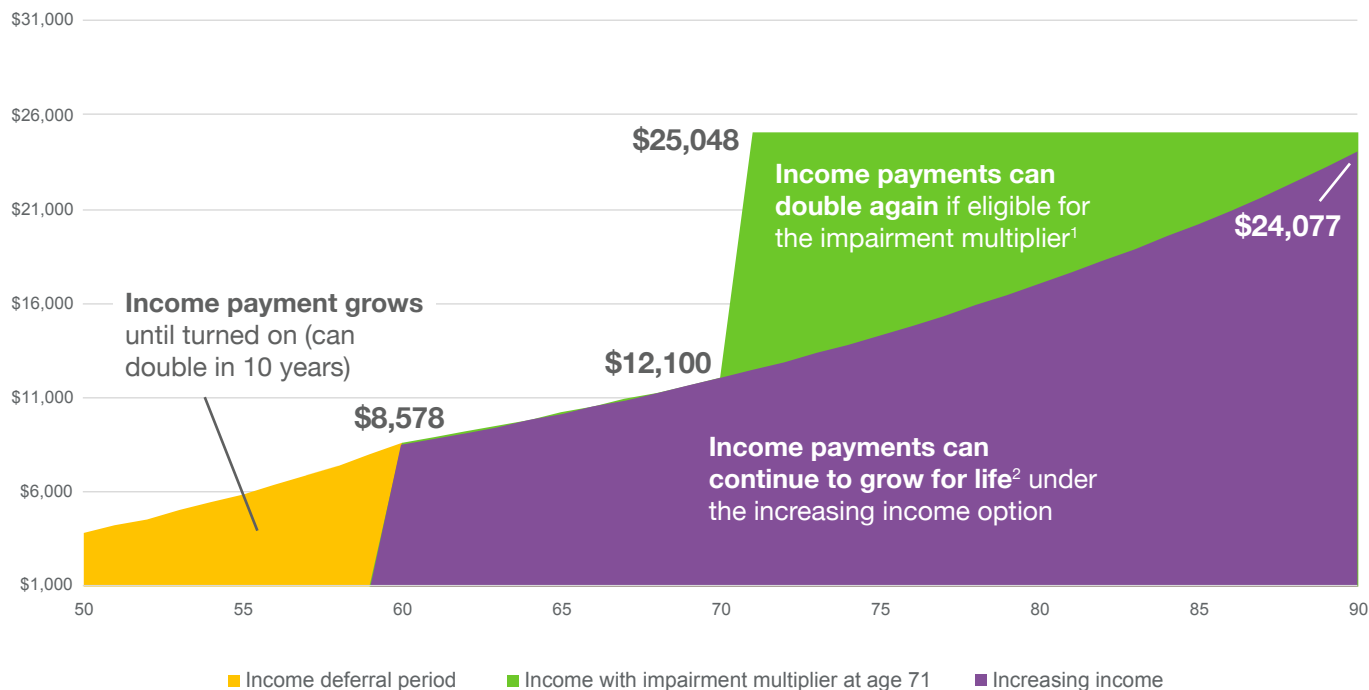 $31,000
$26,000
$25,048
Income payments can
double again if eligible for
the impairment multiplier¹
$21,000
$24,077
$16,000
Income payment grows
until turned on (can
double in 10 years)
$12,100
$11,000
$8,578
Income payments can
continue to grow for life² under
the increasing income option
$6,000
$1,000
50 55 60 65 70 75 80 85 90
Income deferral period Income with impairment multiplier at age 71 Increasing income